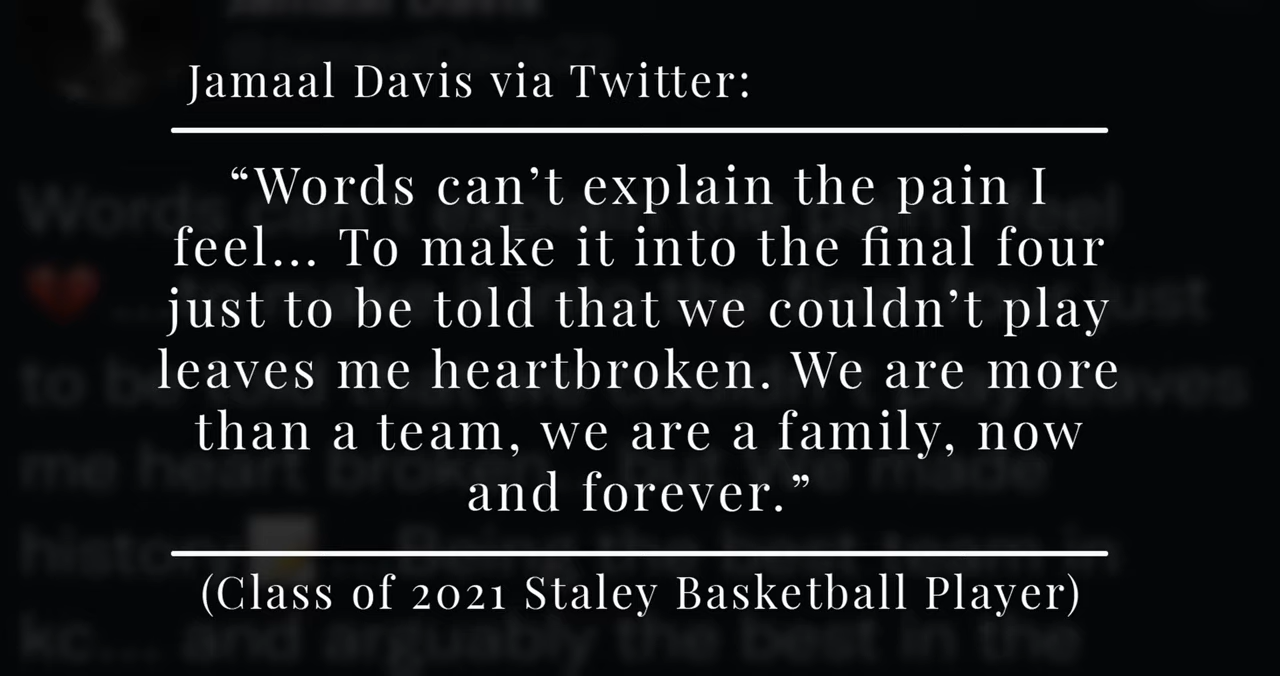 Jamaal Davis via Twitter:
“Words can’t explain the pain I
feel... To make it into the final four
just to be told that we couldn’t play
leaves me heartbroken. We are more
than a team, we are a family, now
and forever.”
(Class of 2021 Staley Basketball Player)